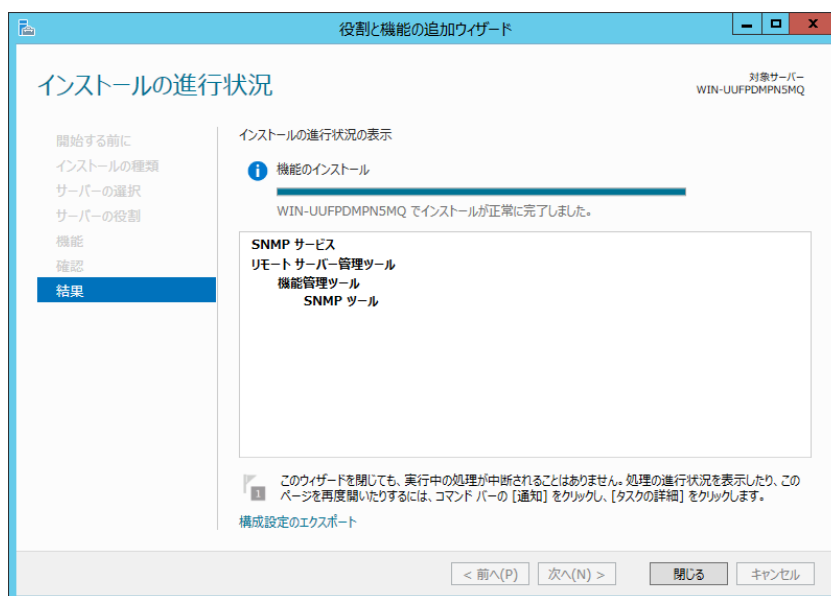 役割と機能の追加ウィザード
インストールの進行状況
対象サーバー
WIN-UUFPDMPN5MQ
開始する前に
インストールの種類
サーバーの選択
サーバーの役割
機能
確認
結果
インストールの進行状況の表示
機能のインストール
WIN-UUFPDMPN5MQ でインストールが正常に完了しました。
SNMP サービス
リモート サーバー管理ツール
機能管理ツール
SNMP ツール
1
このウィザードを閉じても、実行中の処理が中断されることはありません。処理の進行状況を表示したり、この
ページを再度開いたりするには、コマンド バーの [通知] をクリックし、[タスクの詳細] をクリックします。
構成設定のエクスポート
< 前へ(P)
次へ(N) >
閉じる
キャンセル